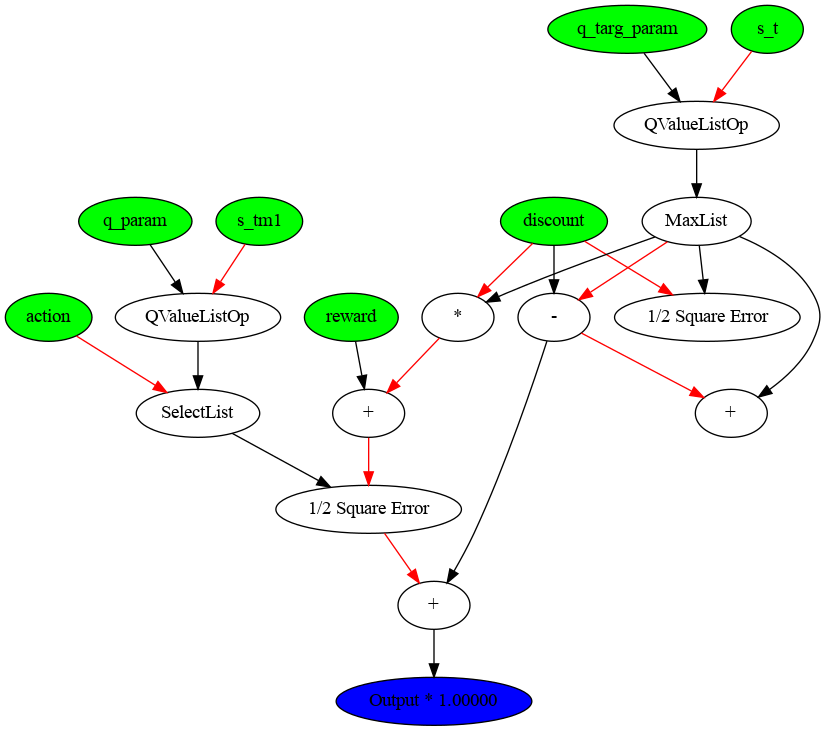 q_targ_param
s_t
QValueListOp
q_param
s_tm1
discount
MaxList
action
QValueListOp
reward
*
-
1/2 Square Error
SelectList
+
+
1/2 Square Error
+
Output * 1.00000